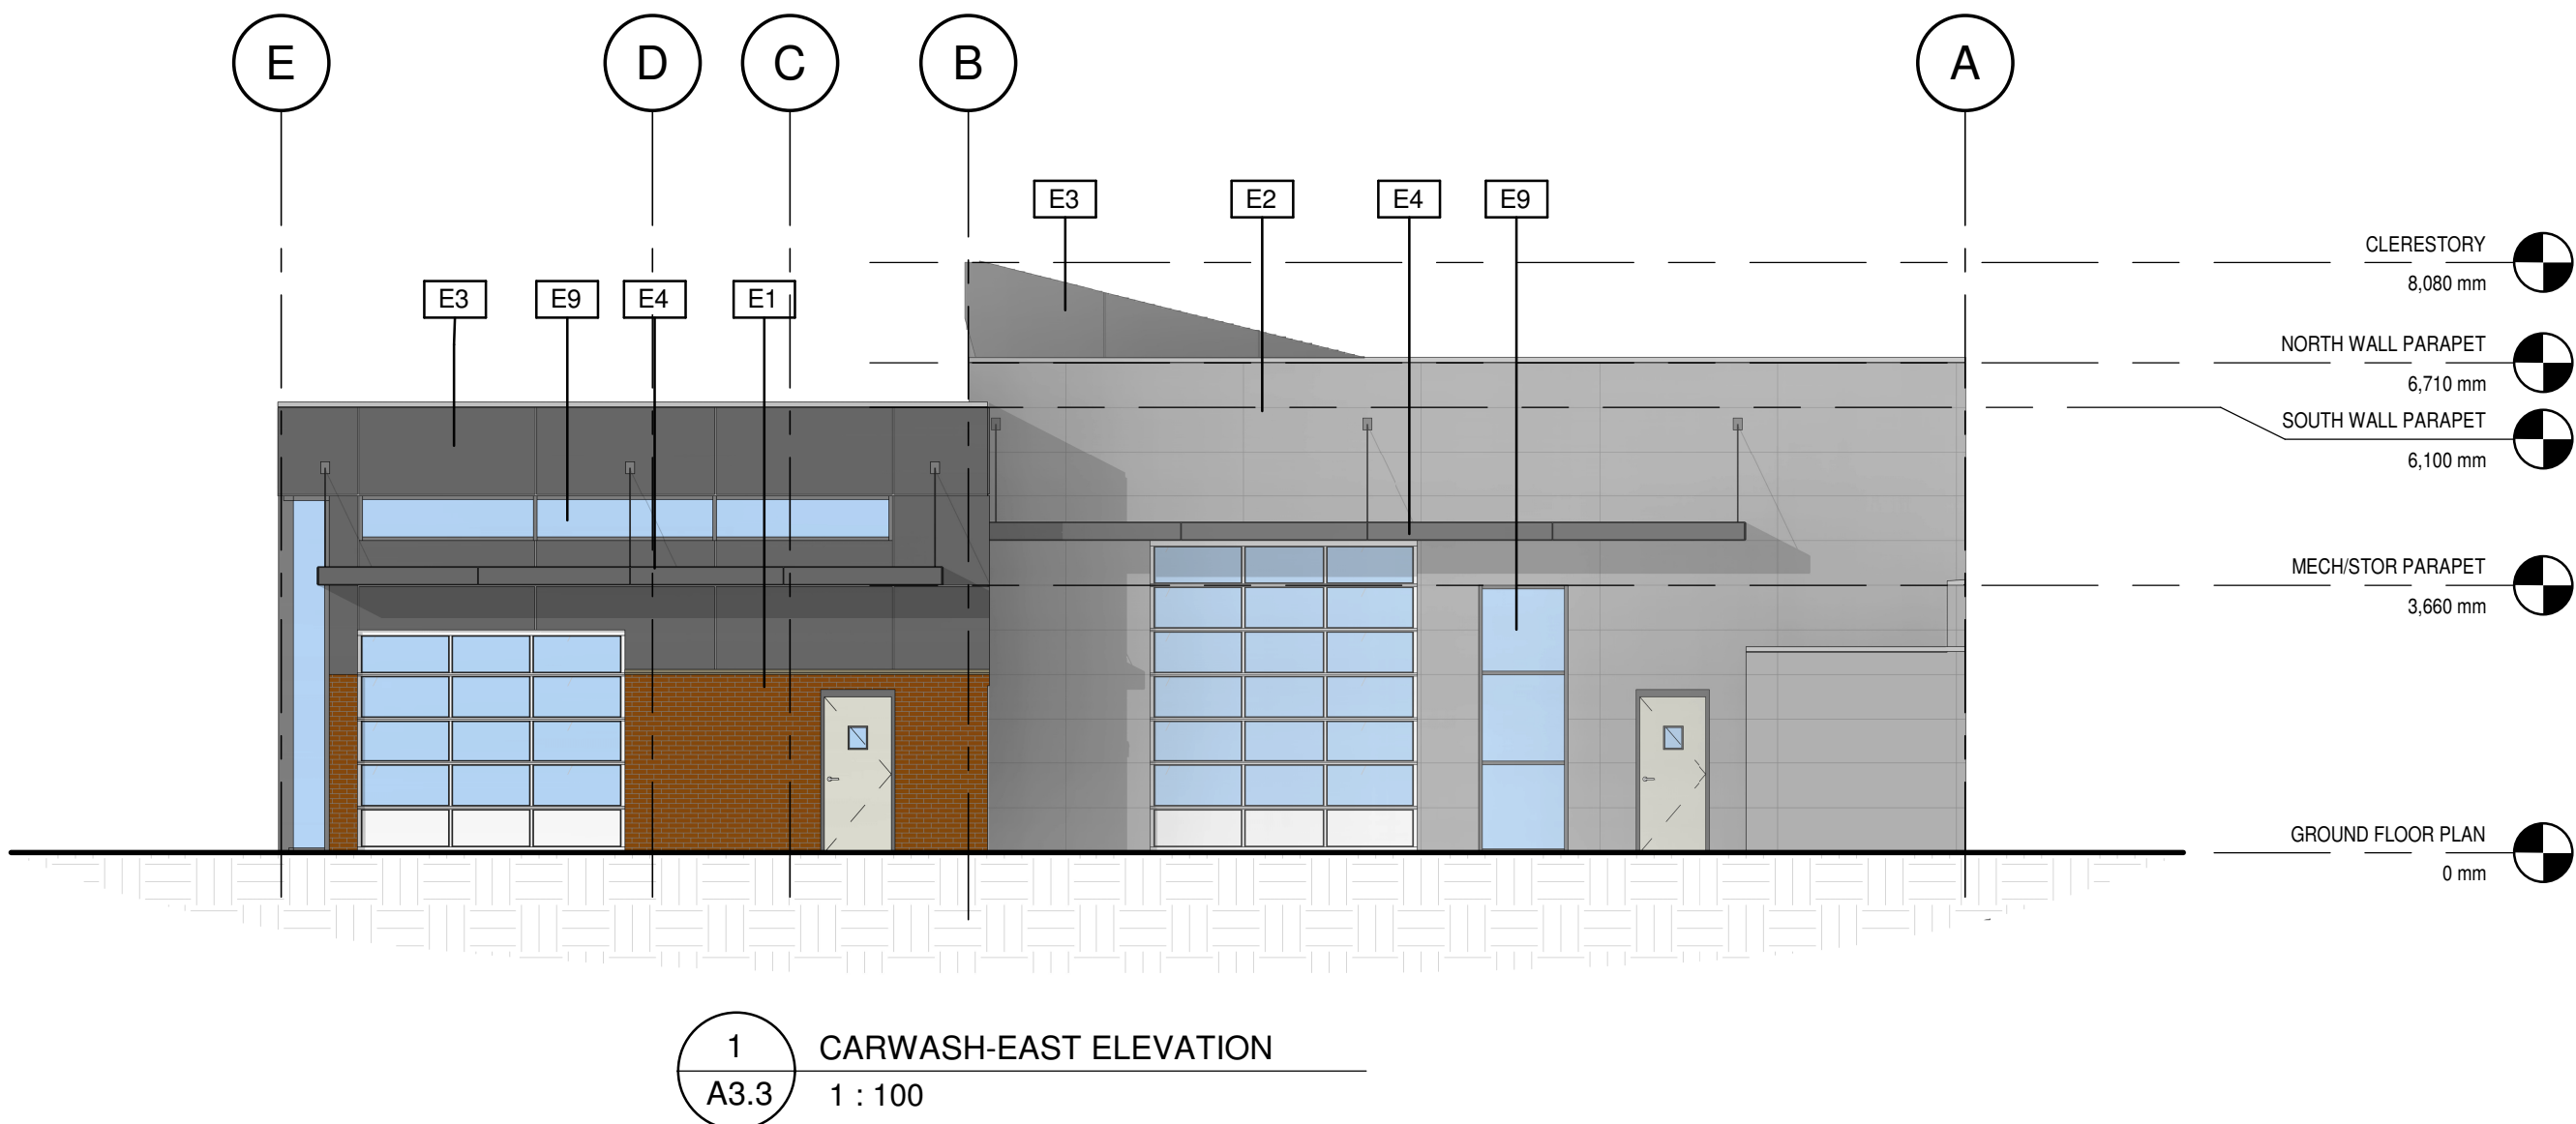 E
D
C
B
A
E3
E2
E4
E9
E3
E9
E4
E1
CLERESTORY
8,080 mm
NORTH WALL PARAPET
6,710 mm
SOUTH WALL PARAPET
6,100 mm
MECH/STOR PARAPET
3,660 mm
GROUND FLOOR PLAN
0 mm
1
CARWASH-EAST ELEVATION
A3.3
1 : 100